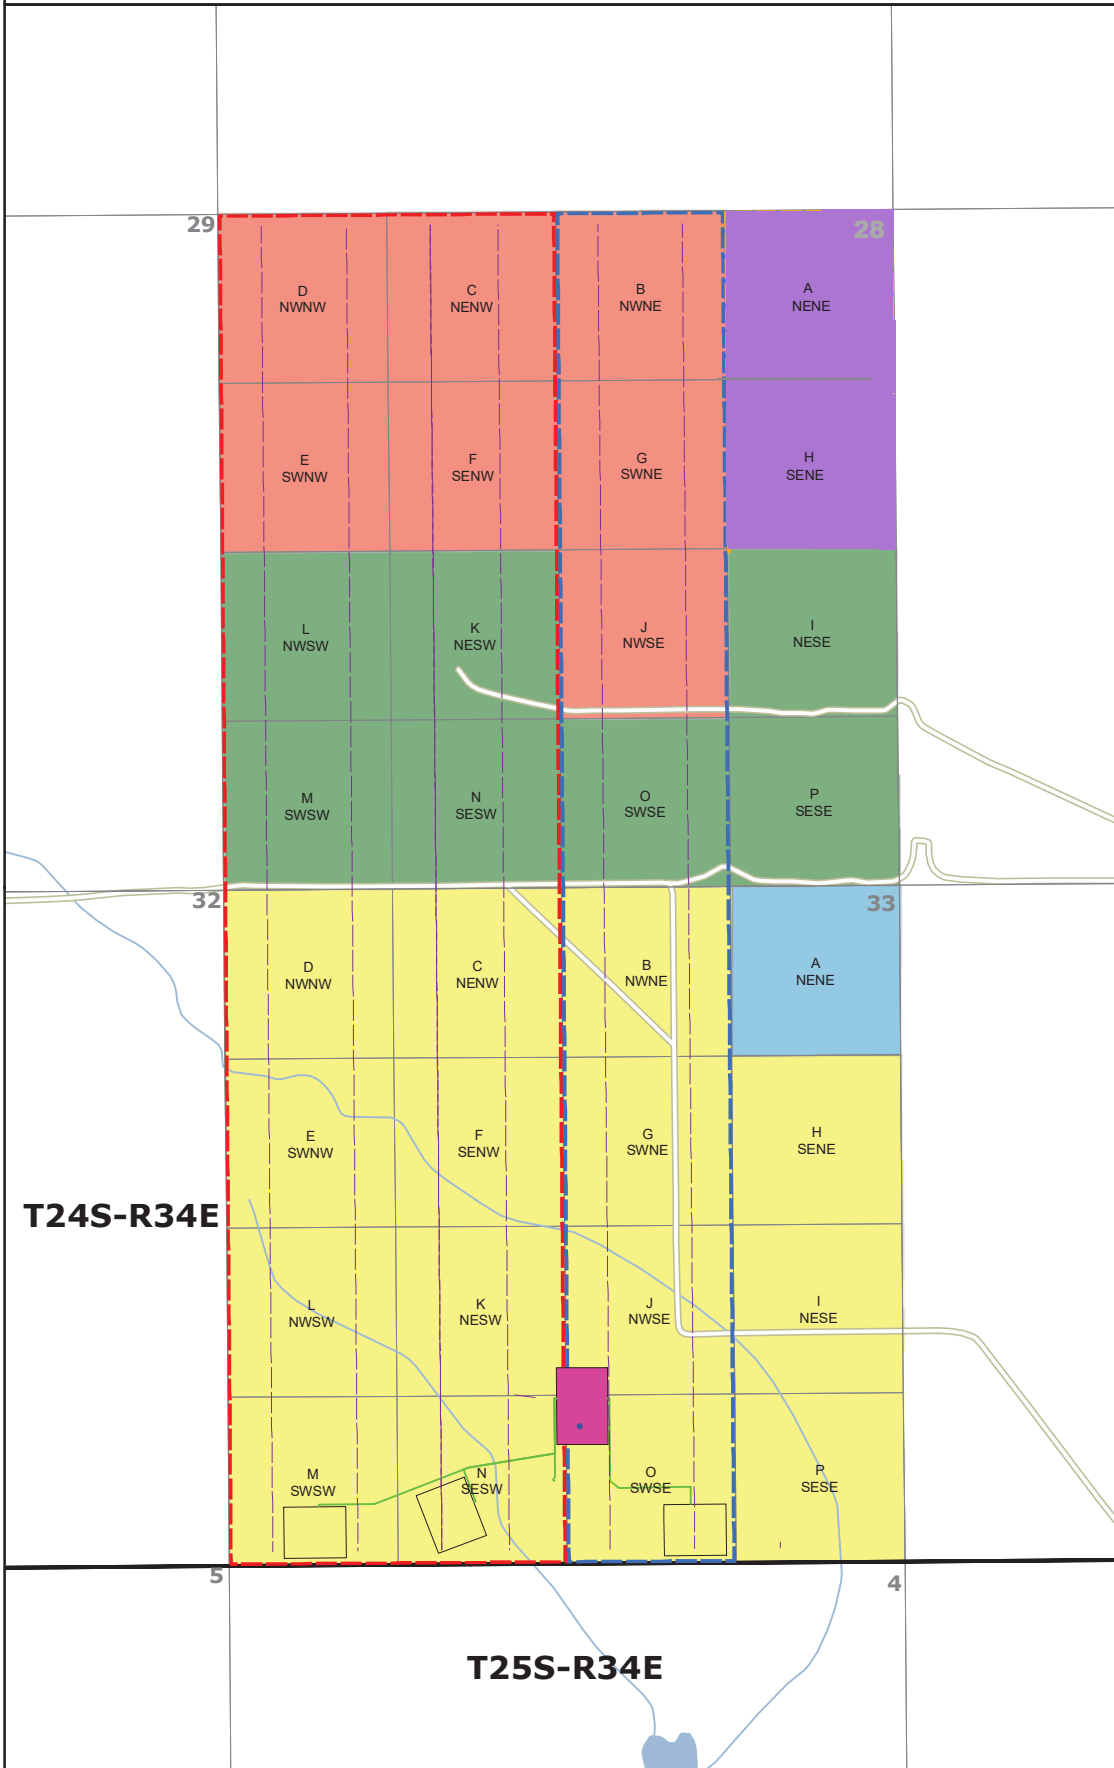 29
28
D
NWNW
C
NENW
B
NWNE
A
NENE
E
SWNW
F
SENW
G
SWNE
H
SENE
L
NWSW
K
NESW
J
NWSE
I
NESE
M
SWSW
N
SESW
O
SWSE
P
SESE
32
33
D
NWNW
C
NENW
B
NWNE
A
NENE
E
SWNW
F
SENW
G
SWNE
H
SENE
T24S-R34E
L
NWSW
K
NESW
J
NWSE
I
NESE
M
SWSW
N
SESW
O
SWSE
P
SESE
5
4
T25S-R34E